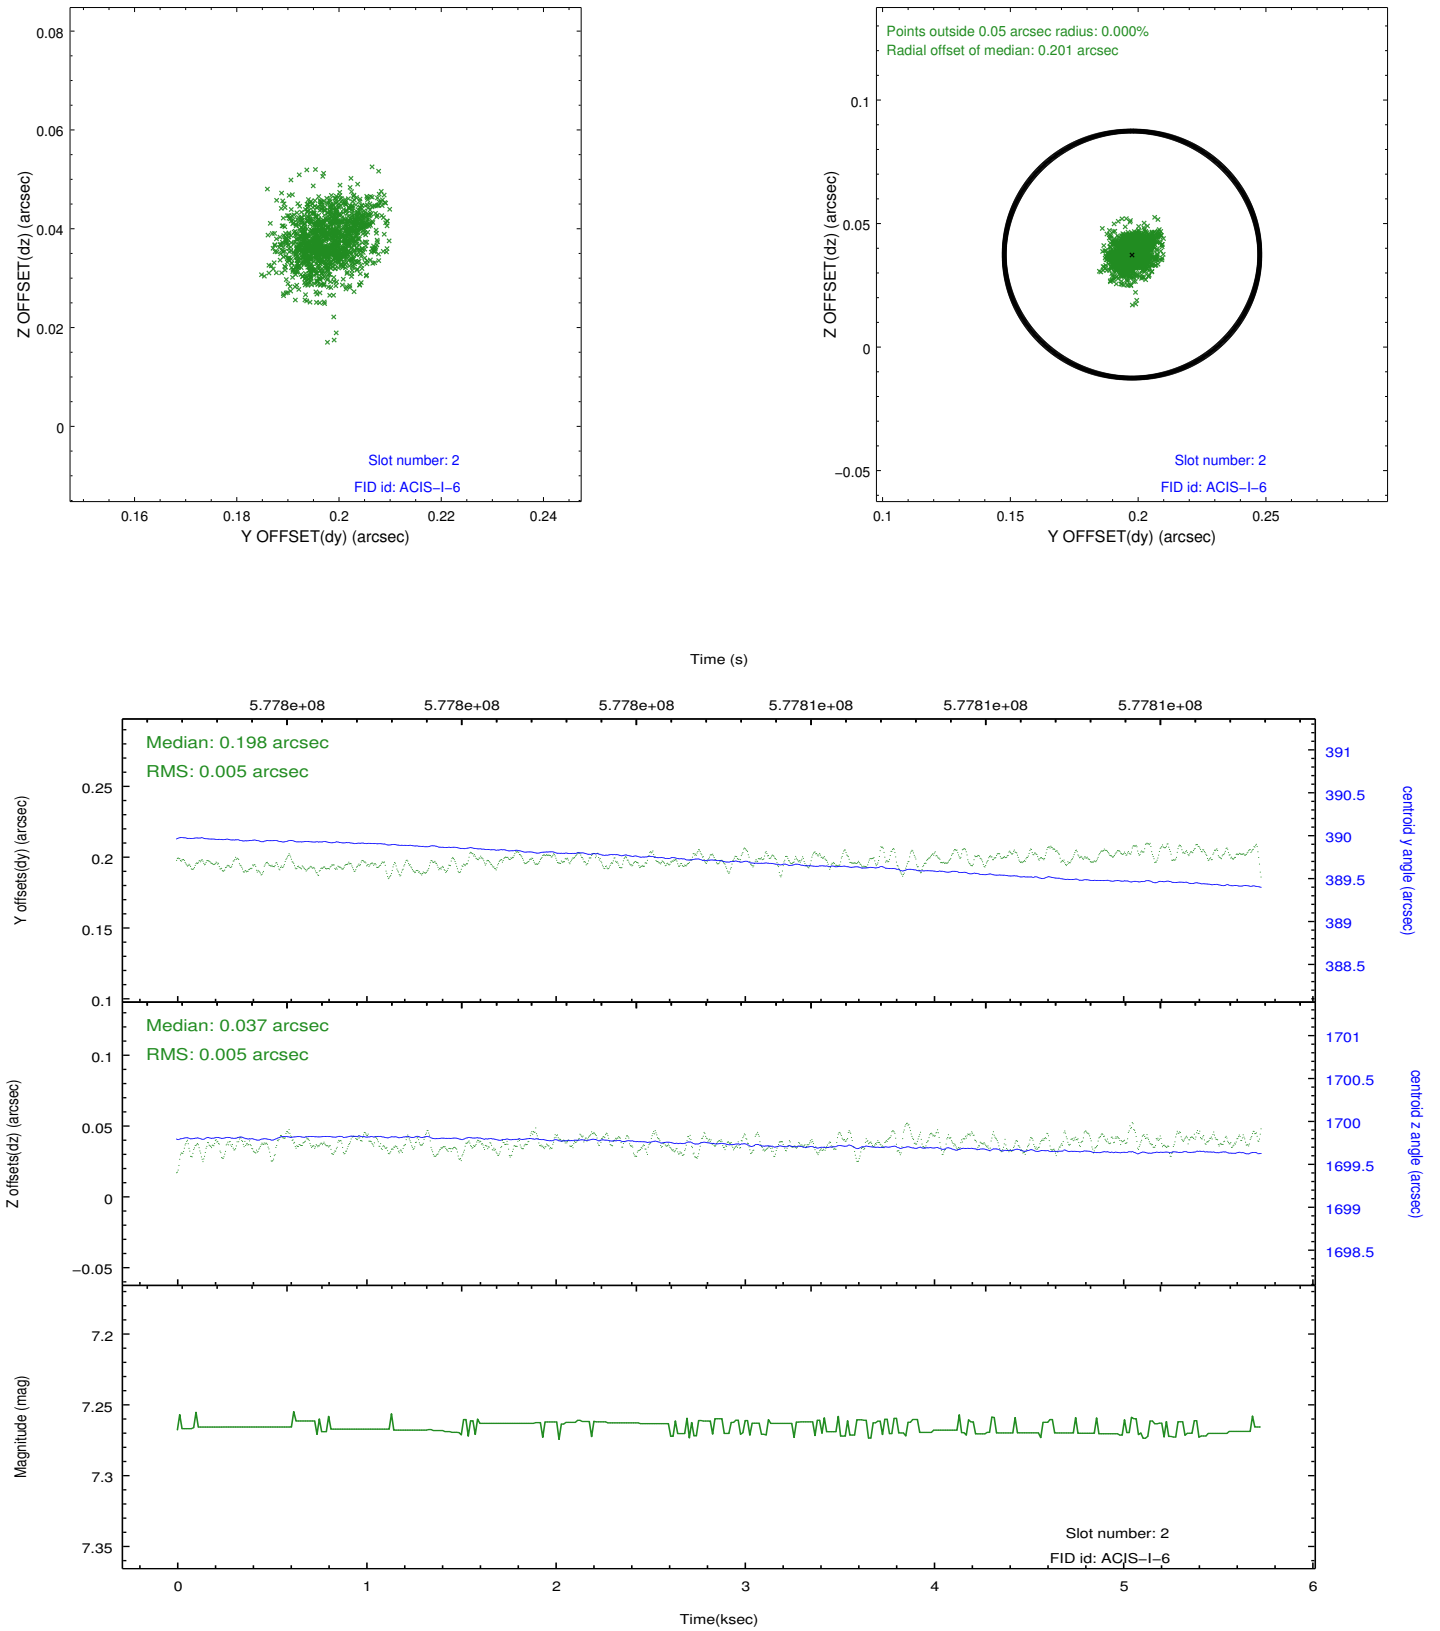 0.08
0.06
0.04
0.02
0
Z OFFSET(dz) (arcsec)
Slot number: 2
FID id: ACIS−I−6
0.16 0.18 0.2 0.22 0.24
Y OFFSET(dy) (arcsec)
Points outside 0.05 arcsec radius: 0.000%
Radial offset of median: 0.201 arcsec
0.1
0.05
0
−0.05
Z OFFSET(dz) (arcsec)
Slot number: 2
FID id: ACIS−I−6
0.1 0.15 0.2 0.25
Y OFFSET(dy) (arcsec)
Time (s)
5.778e+08 5.778e+08 5.778e+08 5.7781e+08 5.7781e+08 5.7781e+08
Median: 0.198 arcsec
RMS: 0.005 arcsec
0.25
0.2
0.15
0.1
Y offsets(dy) (arcsec)
391
390.5
390
389.5
389
388.5
centroid y angle (arcsec)
Median: 0.037 arcsec
RMS: 0.005 arcsec
0.1
0.05
0
−0.05
Z offsets(dz) (arcsec)
1701
1700.5
1700
1699.5
1699
1698.5
centroid z angle (arcsec)
7.2
7.25
7.3
7.35
Magnitude (mag)
Slot number: 2
FID id: ACIS−I−6
0 1 2 3 4 5 6
Time(ksec)